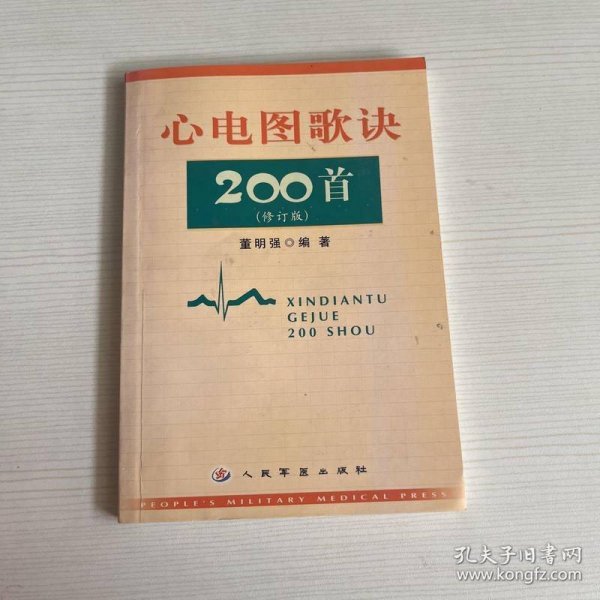 心电图歌诀
200首
(修订版)
董明强◎编著
XINDIANTU
GEJUE
200 SHOU
人民军医出版社
PEOPLE'S MILITARY MEDICAL PRESS
孔夫子旧书网
www.kongfz.com